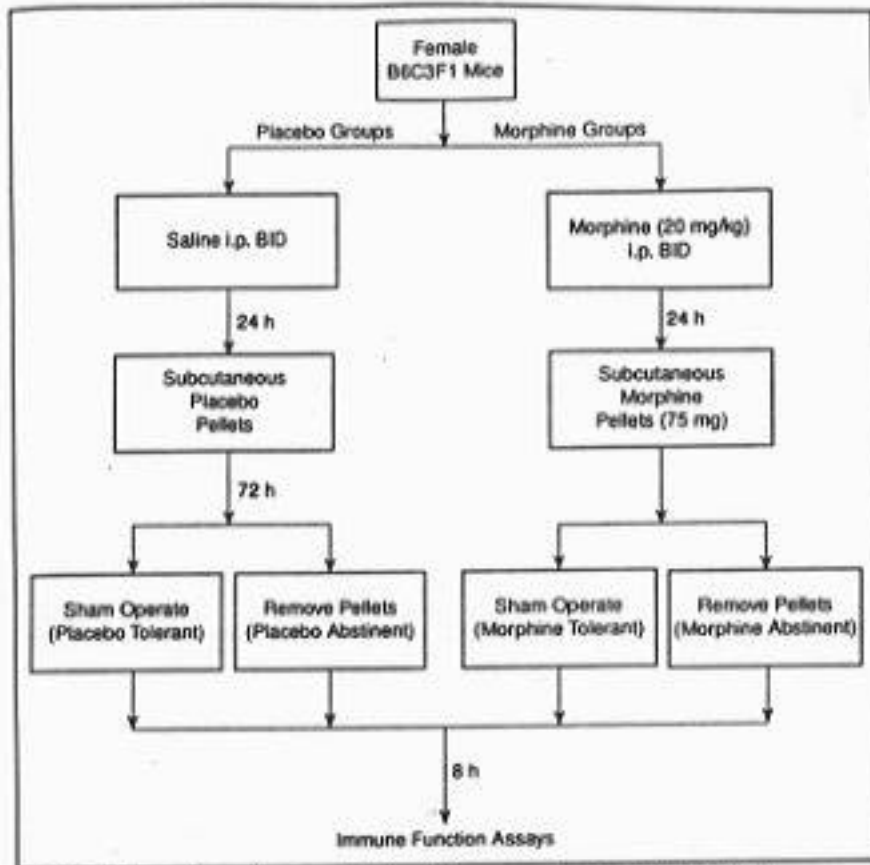 Female
B6C3F1 Mice
Placebo Groups
Morphine Groups
Saline i.p. BID
Morphine (20 mg/kg)
i.p. BID
24 h
24 h
Subcutaneous
Placebo
Pellets
Subcutaneous
Morphine
Pellets (75 mg)
72 h
Sham Operate
(Placebo Tolerant)
Remove Pellets
(Placebo Abstinent)
Sham Operate
(Morphine Tolerant)
Remove Pellets
(Morphine Abstinent)
8 h
Immune Function Assays